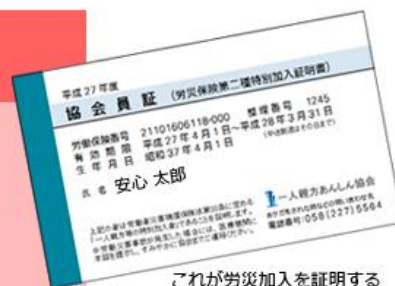 平成27年度
協会員証 (労災保険第二種特別加入証明書)
労働保険番号 21101606118-000 整理番号 1245
有効期限 平成27年4月1日~平成28年3月31日
生年月日 昭和37年4月1日
氏名 安心 太郎
一人親方あんしん協会
電話番号:058(227)5564
これが労災加入を証明する